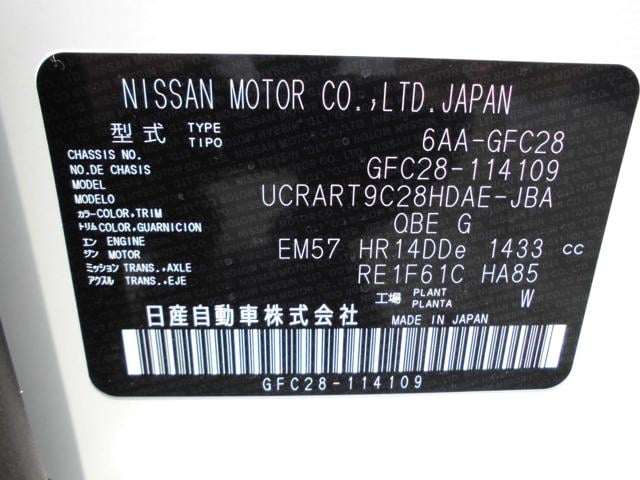 NISSAN MOTOR CO.,LTD.JAPAN
型式 TYPE TIPO 6AA-GFC28
CHASSIS NO.
NO.DE CHASIS GFC28-114109
MODEL
MODELO UCRART9C28HDAE-JBA
カラー COLOR,TRIM
トリム COLOR,GUARNICION QBE G
エン ENGINE
ジン MOTOR EM57 HR14DDe 1433 cc
ミッション TRANS.,AXLE
アクスル TRANS.,EJE RE1F61C HA85
工場 PLANT PLANTA W
日産自動車株式会社 MADE IN JAPAN
GFC28-114109